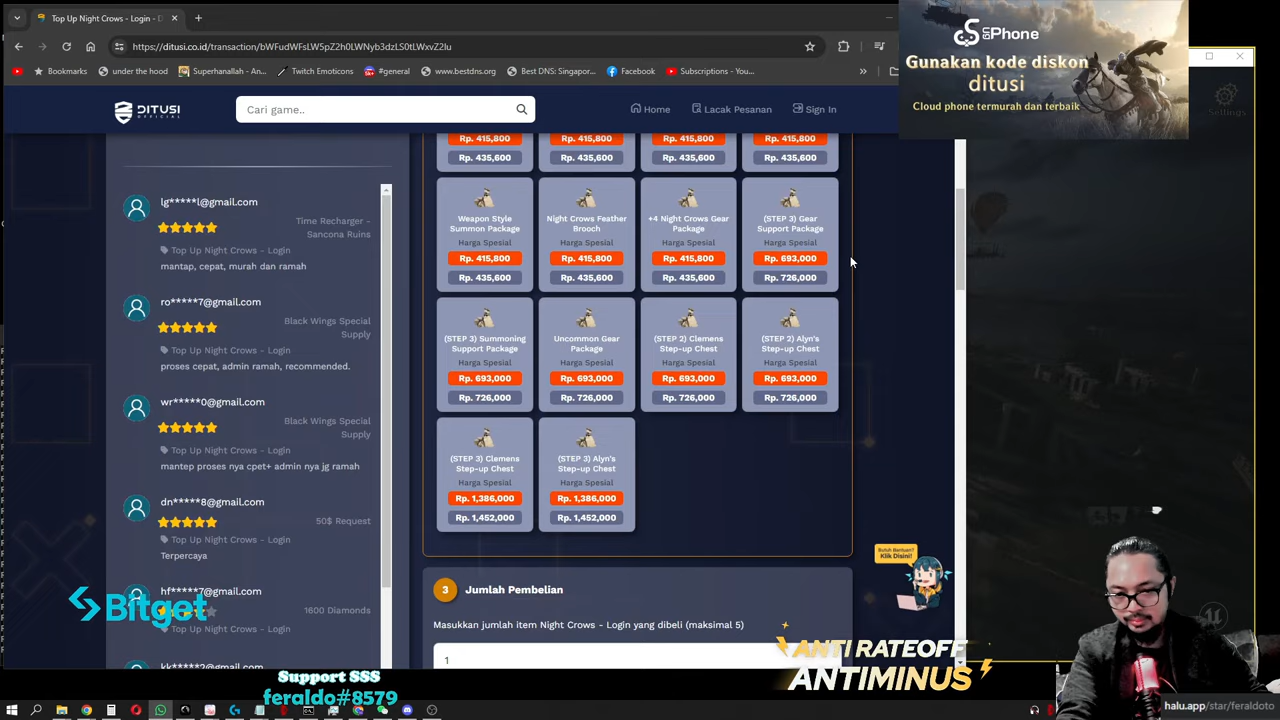 Top Up Night Crows - Login - D
https://ditusi.co.id/transaction/bWFudWFsLW5pZ2h0LWNyb3dzLS0tLWxvZ2lu
Bookmarks
under the hood
Superhanallah - An...
Twitch Emoticons
#general
www.bestdns.org
Best DNS: Singapor...
Facebook
Subscriptions - You...
GnPhone
Gunakan kode diskon
ditusi
Cloud phone termurah dan terbaik
Settings
DITUSI
OFFICIAL
Cari game..
Home
Lacak Pesanan
Sign In
lg*****l@gmail.com
Time Recharger -
Sancona Ruins
Top Up Night Crows - Login
mantap, cepat, murah dan ramah
ro*****7@gmail.com
Black Wings Special
Supply
Top Up Night Crows - Login
proses cepat, admin ramah, recommended.
wr*****0@gmail.com
Black Wings Special
Supply
Top Up Night Crows - Login
mantep proses nya cpet+ admin nya jg ramah
dn*****8@gmail.com
50$ Request
Top Up Night Crows - Login
Terpercaya
hf*****7@gmail.com
1600 Diamonds
Top Up Night Crows - Login
Rp. 415,800
Rp. 435,600
Rp. 415,800
Rp. 435,600
Rp. 415,800
Rp. 435,600
Rp. 415,800
Rp. 435,600
Weapon Style
Summon Package
Harga Spesial
Rp. 415,800
Rp. 435,600
Night Crows Feather
Brooch
Harga Spesial
Rp. 415,800
Rp. 435,600
+4 Night Crows Gear
Package
Harga Spesial
Rp. 415,800
Rp. 435,600
(STEP 3) Gear
Support Package
Harga Spesial
Rp. 693,000
Rp. 726,000
(STEP 3) Summoning
Support Package
Harga Spesial
Rp. 693,000
Rp. 726,000
Uncommon Gear
Package
Harga Spesial
Rp. 693,000
Rp. 726,000
(STEP 2) Clemens
Step-up Chest
Harga Spesial
Rp. 693,000
Rp. 726,000
(STEP 2) Alyn's
Step-up Chest
Harga Spesial
Rp. 693,000
Rp. 726,000
(STEP 3) Clemens
Step-up Chest
Harga Spesial
Rp. 1,386,000
Rp. 1,452,000
(STEP 3) Alyn's
Step-up Chest
Harga Spesial
Rp. 1,386,000
Rp. 1,452,000
Butuh Bantuan?
Klik Disini!
3 Jumlah Pembelian
Masukkan jumlah item Night Crows - Login yang dibeli (maksimal 5)
1
Bitget
ANTI RATEOFF
ANTIMINUS
Support SSS
feraldo#8579
halu.app/star/feraldoto